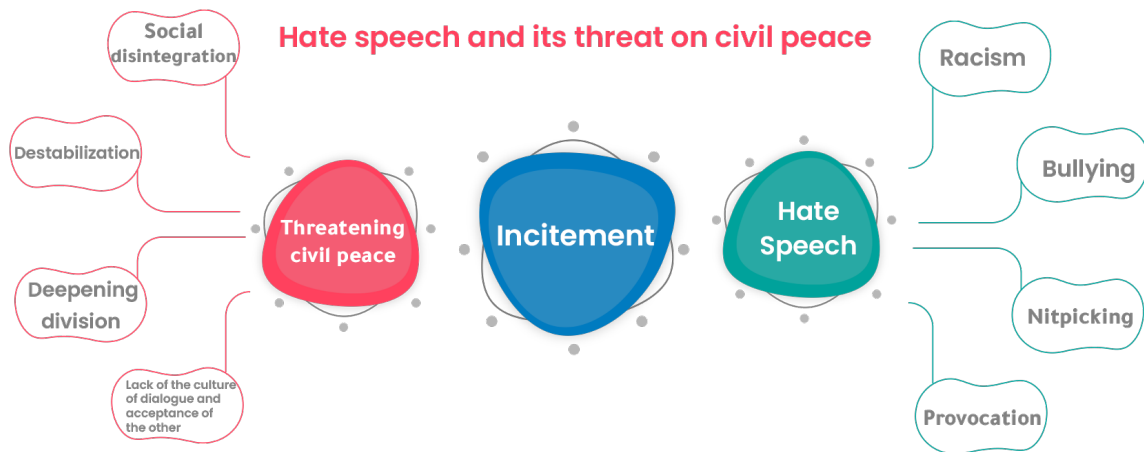 Hate speech and its threat on civil peace
Social
disintegration
Destabilization
Deepening
division
Lack of the culture
of dialogue and
acceptance of
the other
Threatening
civil peace
Incitement
Hate
Speech
Racism
Bullying
Nitpicking
Provocation